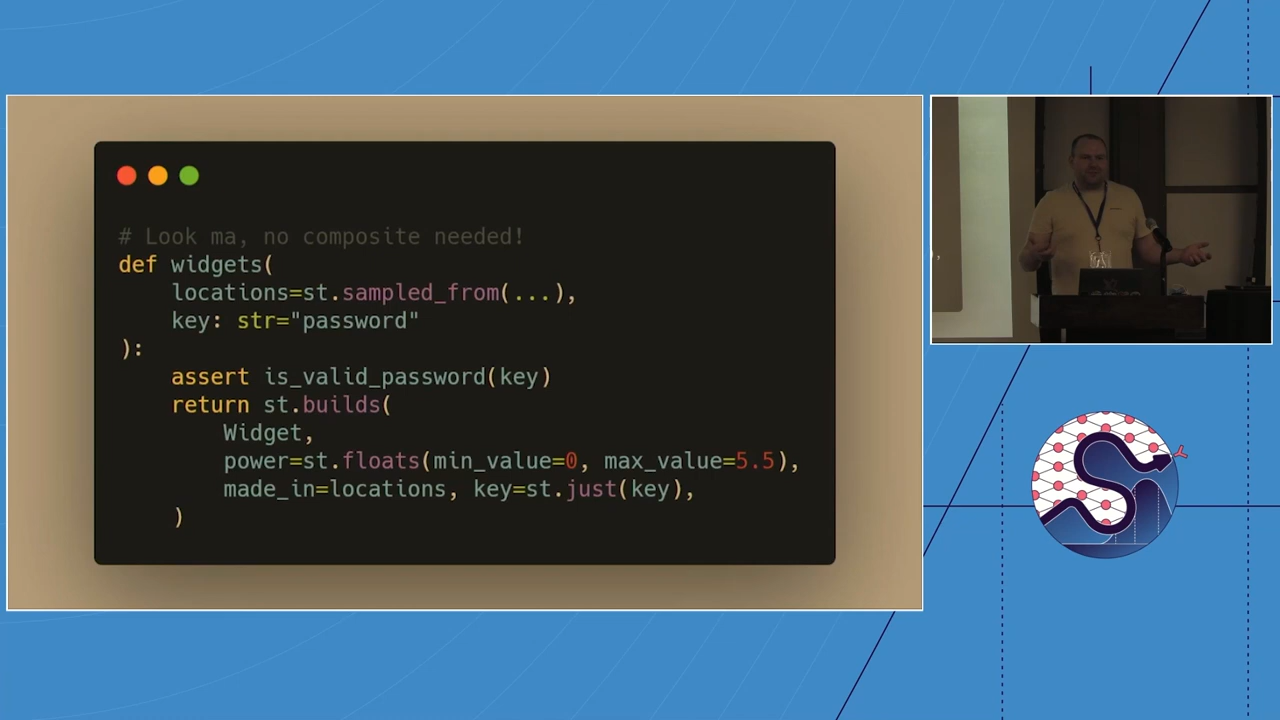 # Look ma, no composite needed!
def widgets(
    locations=st.sampled_from(...),
    key: str="password"
):
    assert is_valid_password(key)
    return st.builds(
        Widget,
        power=st.floats(min_value=0, max_value=5.5),
        made_in=locations, key=st.just(key),
    )